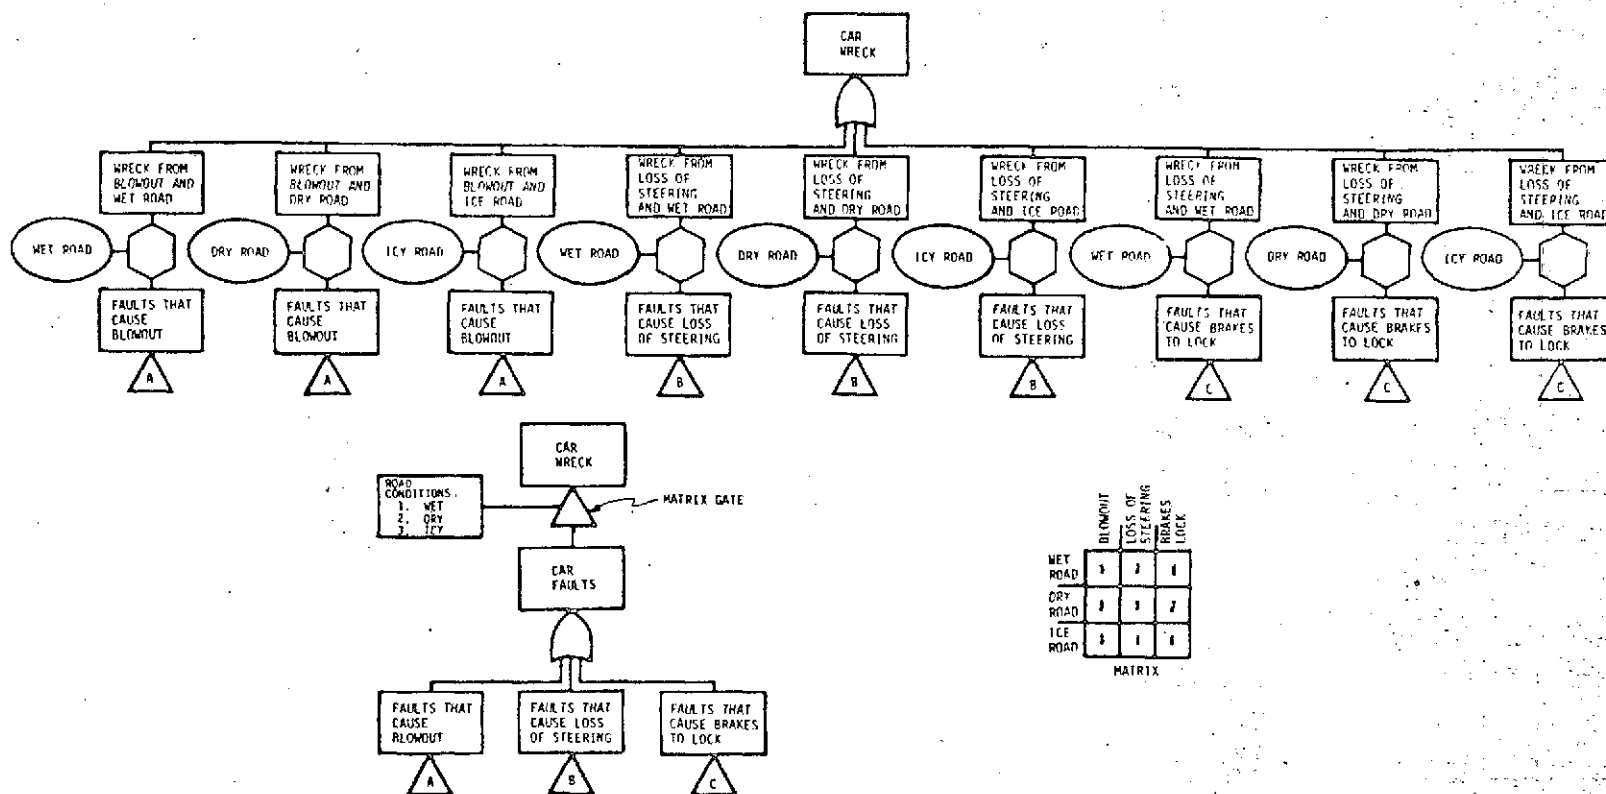 CAR
WRECK
WRECK FROM
BLOWOUT AND
WET ROAD
WRECK FROM
BLOWOUT AND
DRY ROAD
WRECK FROM
BLOWOUT AND
ICE ROAD
WRECK FROM
LOSS OF
STEERING
AND WET ROAD
WRECK FROM
LOSS OF
STEERING
AND DRY ROAD
WRECK FROM
LOSS OF
STEERING
AND ICE ROAD
WRECK FROM
LOSS OF
STEERING
AND WET ROAD
WRECK FROM
LOSS OF
STEERING
AND DRY ROAD
WRECK FROM
LOSS OF
STEERING
AND ICE ROAD
WET ROAD
DRY ROAD
ICY ROAD
WET ROAD
DRY ROAD
ICY ROAD
WET ROAD
DRY ROAD
ICY ROAD
FAULTS THAT
CAUSE
BLOWOUT
FAULTS THAT
CAUSE
BLOWOUT
FAULTS THAT
CAUSE
BLOWOUT
FAULTS THAT
CAUSE LOSS
OF STEERING
FAULTS THAT
CAUSE LOSS
OF STEERING
FAULTS THAT
CAUSE LOSS
OF STEERING
FAULTS THAT
CAUSE BRAKES
TO LOCK
FAULTS THAT
CAUSE BRAKES
TO LOCK
FAULTS THAT
CAUSE BRAKES
TO LOCK
A
A
A
B
B
B
C
C
C
CAR
WRECK
ROAD
CONDITIONS.
1. WET
2. DRY
3. ICY
MATRIX GATE
CAR
FAULTS
FAULTS THAT
CAUSE
BLOWOUT
FAULTS THAT
CAUSE LOSS
OF STEERING
FAULTS THAT
CAUSE BRAKES
TO LOCK
A
B
C
BLOWOUT
LOSS OF
STEERING
BRAKES
LOCK
WET
ROAD
DRY
ROAD
ICE
ROAD
MATRIX